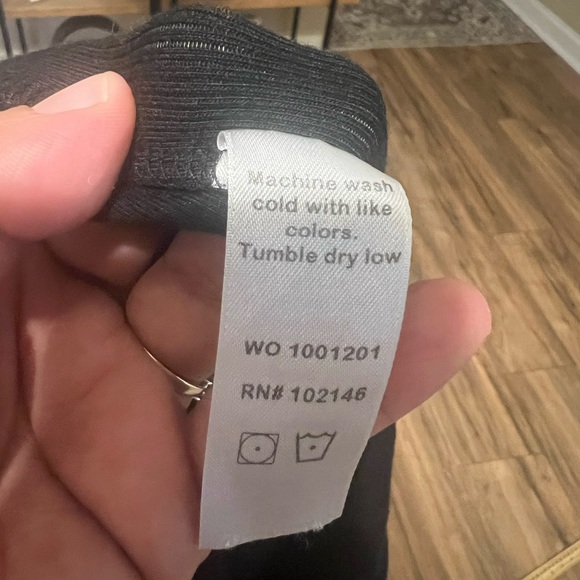 Machine wash
cold with like
colors.
Tumble dry low
WO 1001201
RN# 102146